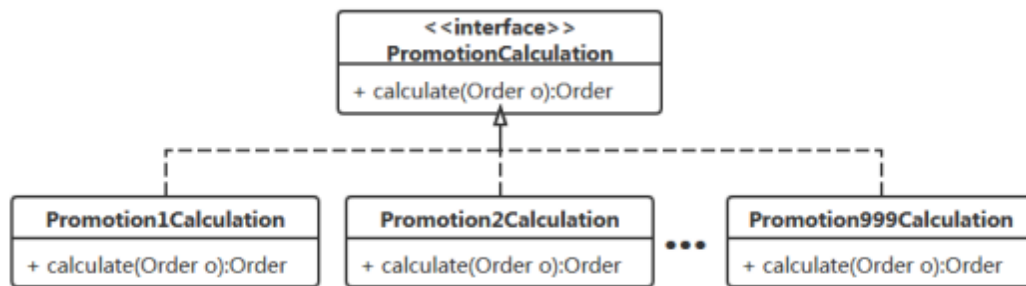 <<interface>>
PromotionCalculation
+ calculate(Order o):Order
Promotion1Calculation
+ calculate(Order o):Order
Promotion2Calculation
+ calculate(Order o):Order
•••
Promotion999Calculation
+ calculate(Order o):Order